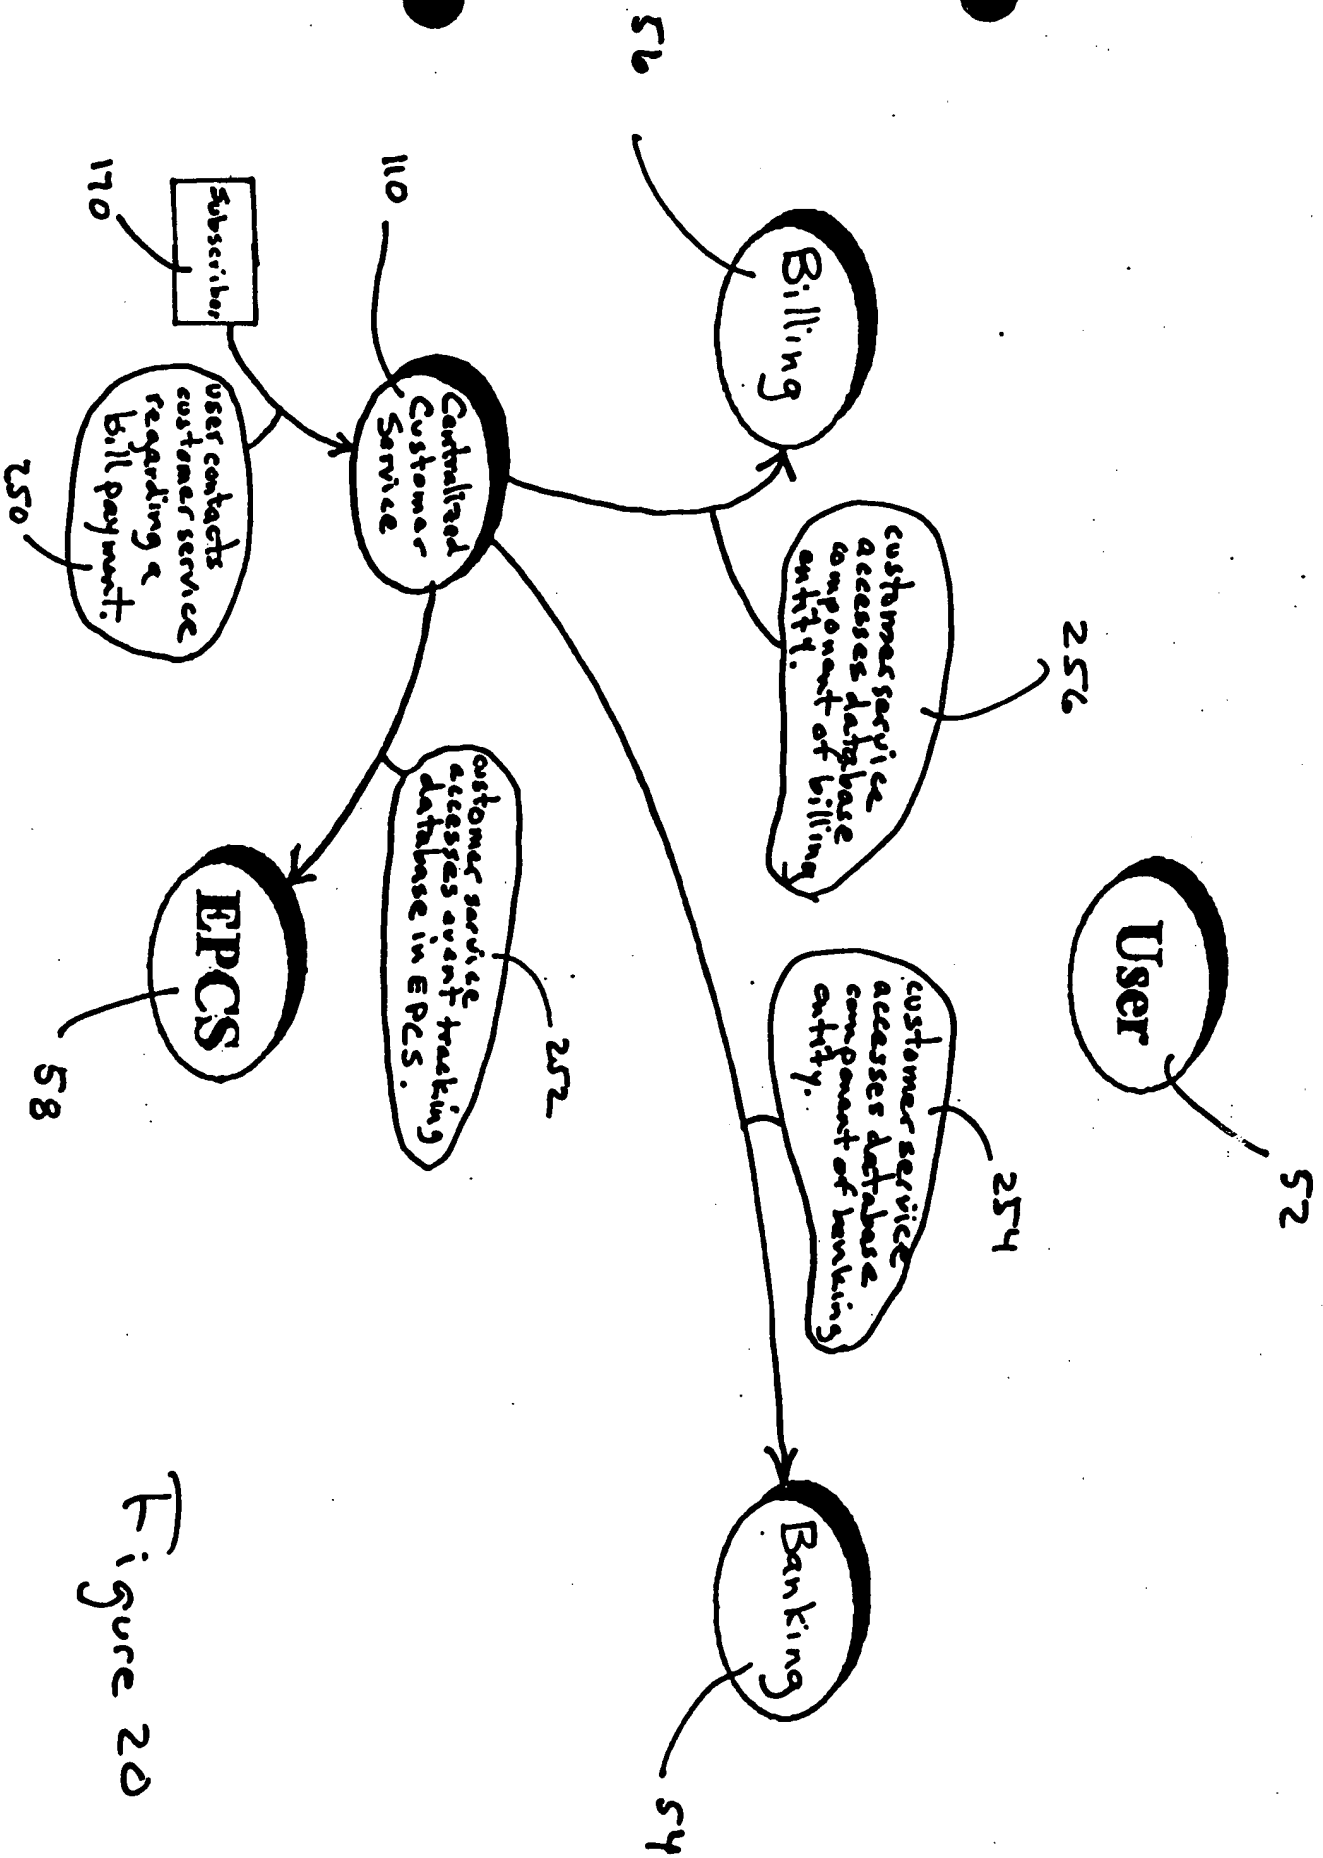 52
User
256
customer service
accesses database
component of billing
entity.
254
customer service
accesses database
component of banking
entity.
Billing
56
Banking
54
252
customer service
accesses event tracking
database in EPCS.
110
Centralized
Customer
Service
EPCS
58
Subscriber
170
user contacts
customer service
regarding a
bill payment.
250
Figure 20